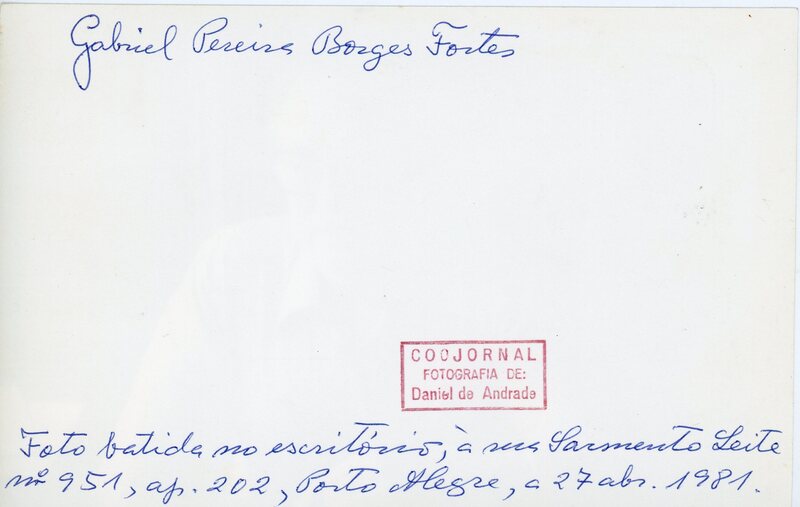 Gabriel Pereira Borges Fortes
COOJORNAL
FOTOGRAFIA DE:
Daniel de Andrade
Foto batida no escritório, à rua Sarmento Leite
nº 951, ap. 202, Porto Alegre, a 27 abr. 1981.